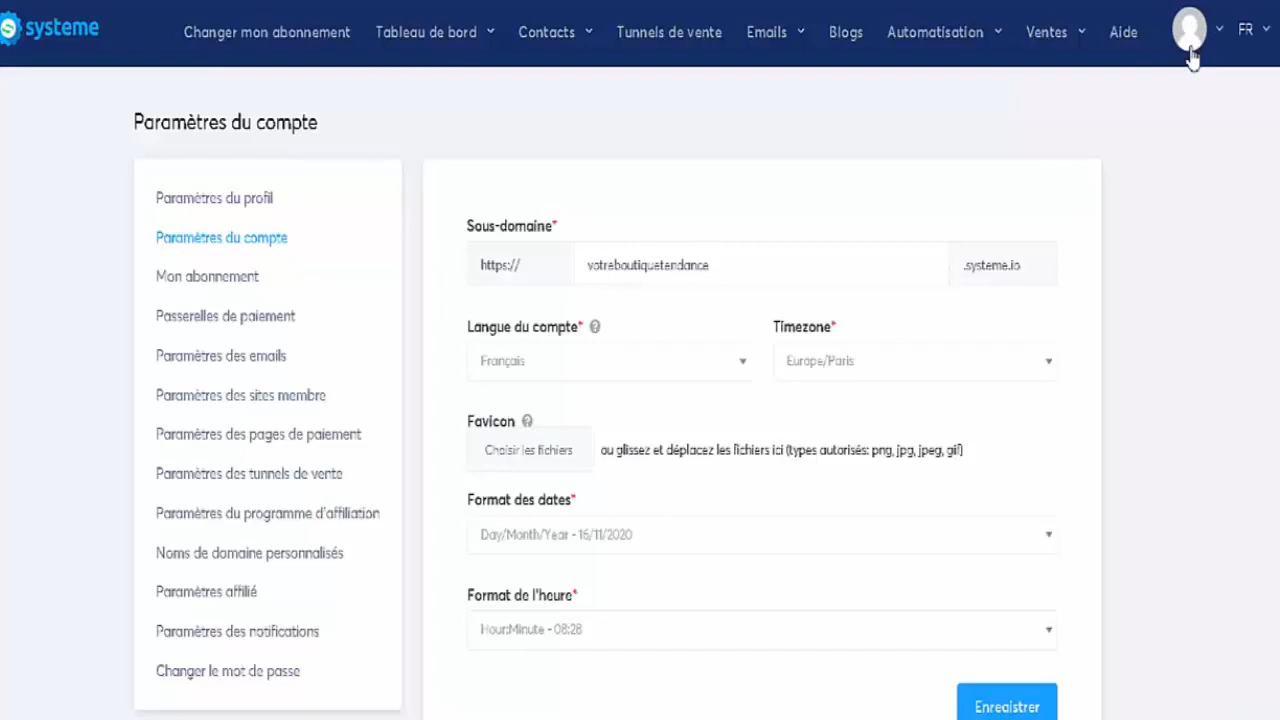 systeme
Changer mon abonnement Tableau de bord Contacts Tunnels de vente Emails Blogs Automatisation Ventes Aide FR
Paramètres du compte
Paramètres du profil
Paramètres du compte
Mon abonnement
Passerelles de paiement
Paramètres des emails
Paramètres des sites membre
Paramètres des pages de paiement
Paramètres des tunnels de vente
Paramètres du programme d'affiliation
Noms de domaine personnalisés
Paramètres affilié
Paramètres des notifications
Changer le mot de passe
Sous-domaine*
https:// votreboutiquetendance .systeme.io
Langue du compte* Timezone*
Français Europe/Paris
Favicon
Choisir les fichiers ou glissez et déplacez les fichiers ici (types autorisés: png, jpg, jpeg, gif)
Format des dates*
Day/Month/Year - 16/11/2020
Format de l'heure*
Hour:Minute - 08:28
Enregistrer